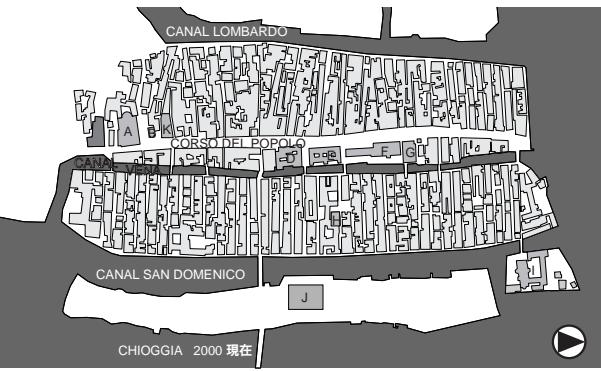 CANAL LOMBARDO
A
K
CORSO DEL POPOLO
D
F
G
CANAL VENA
J
CANAL SAN DOMENICO
CHIOGGIA 2000 現在